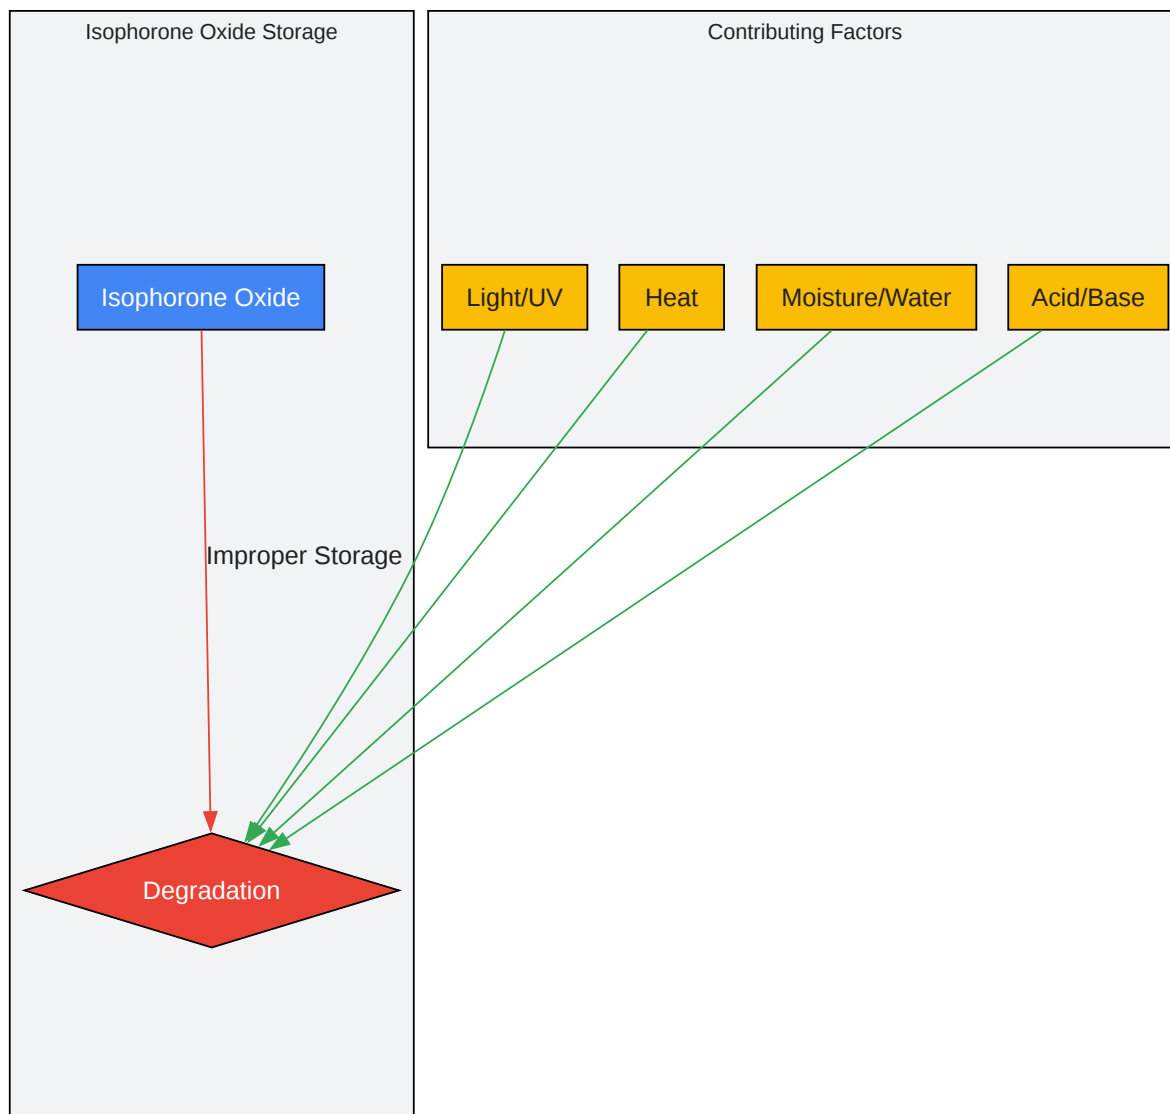 Isophorone Oxide Storage
Contributing Factors
Isophorone Oxide
Light/UV
Heat
Moisture/Water
Acid/Base
Improper Storage
Degradation